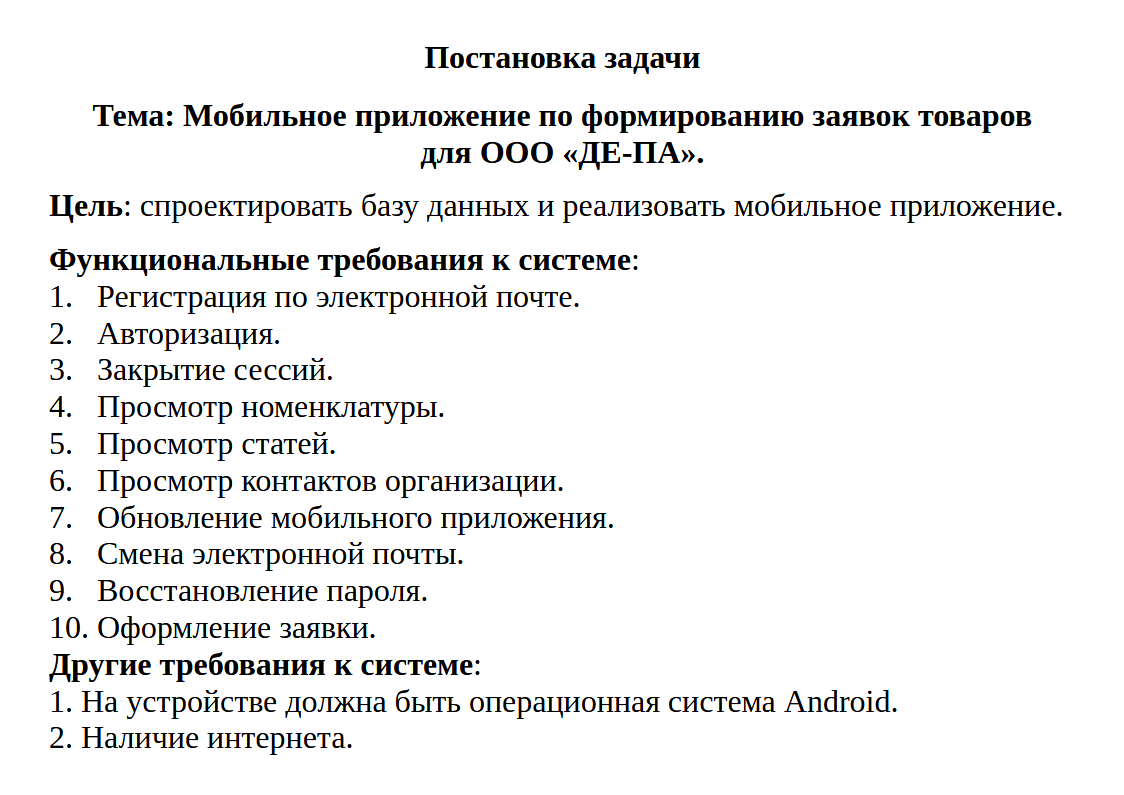 Постановка задачи
Тема: Мобильное приложение по формированию заявок товаров
для ООО «ДЕ-ПА».
Цель: спроектировать базу данных и реализовать мобильное приложение.
Функциональные требования к системе:
1. Регистрация по электронной почте.
2. Авторизация.
3. Закрытие сессий.
4. Просмотр номенклатуры.
5. Просмотр статей.
6. Просмотр контактов организации.
7. Обновление мобильного приложения.
8. Смена электронной почты.
9. Восстановление пароля.
10. Оформление заявки.
Другие требования к системе:
1. На устройстве должна быть операционная система Android.
2. Наличие интернета.